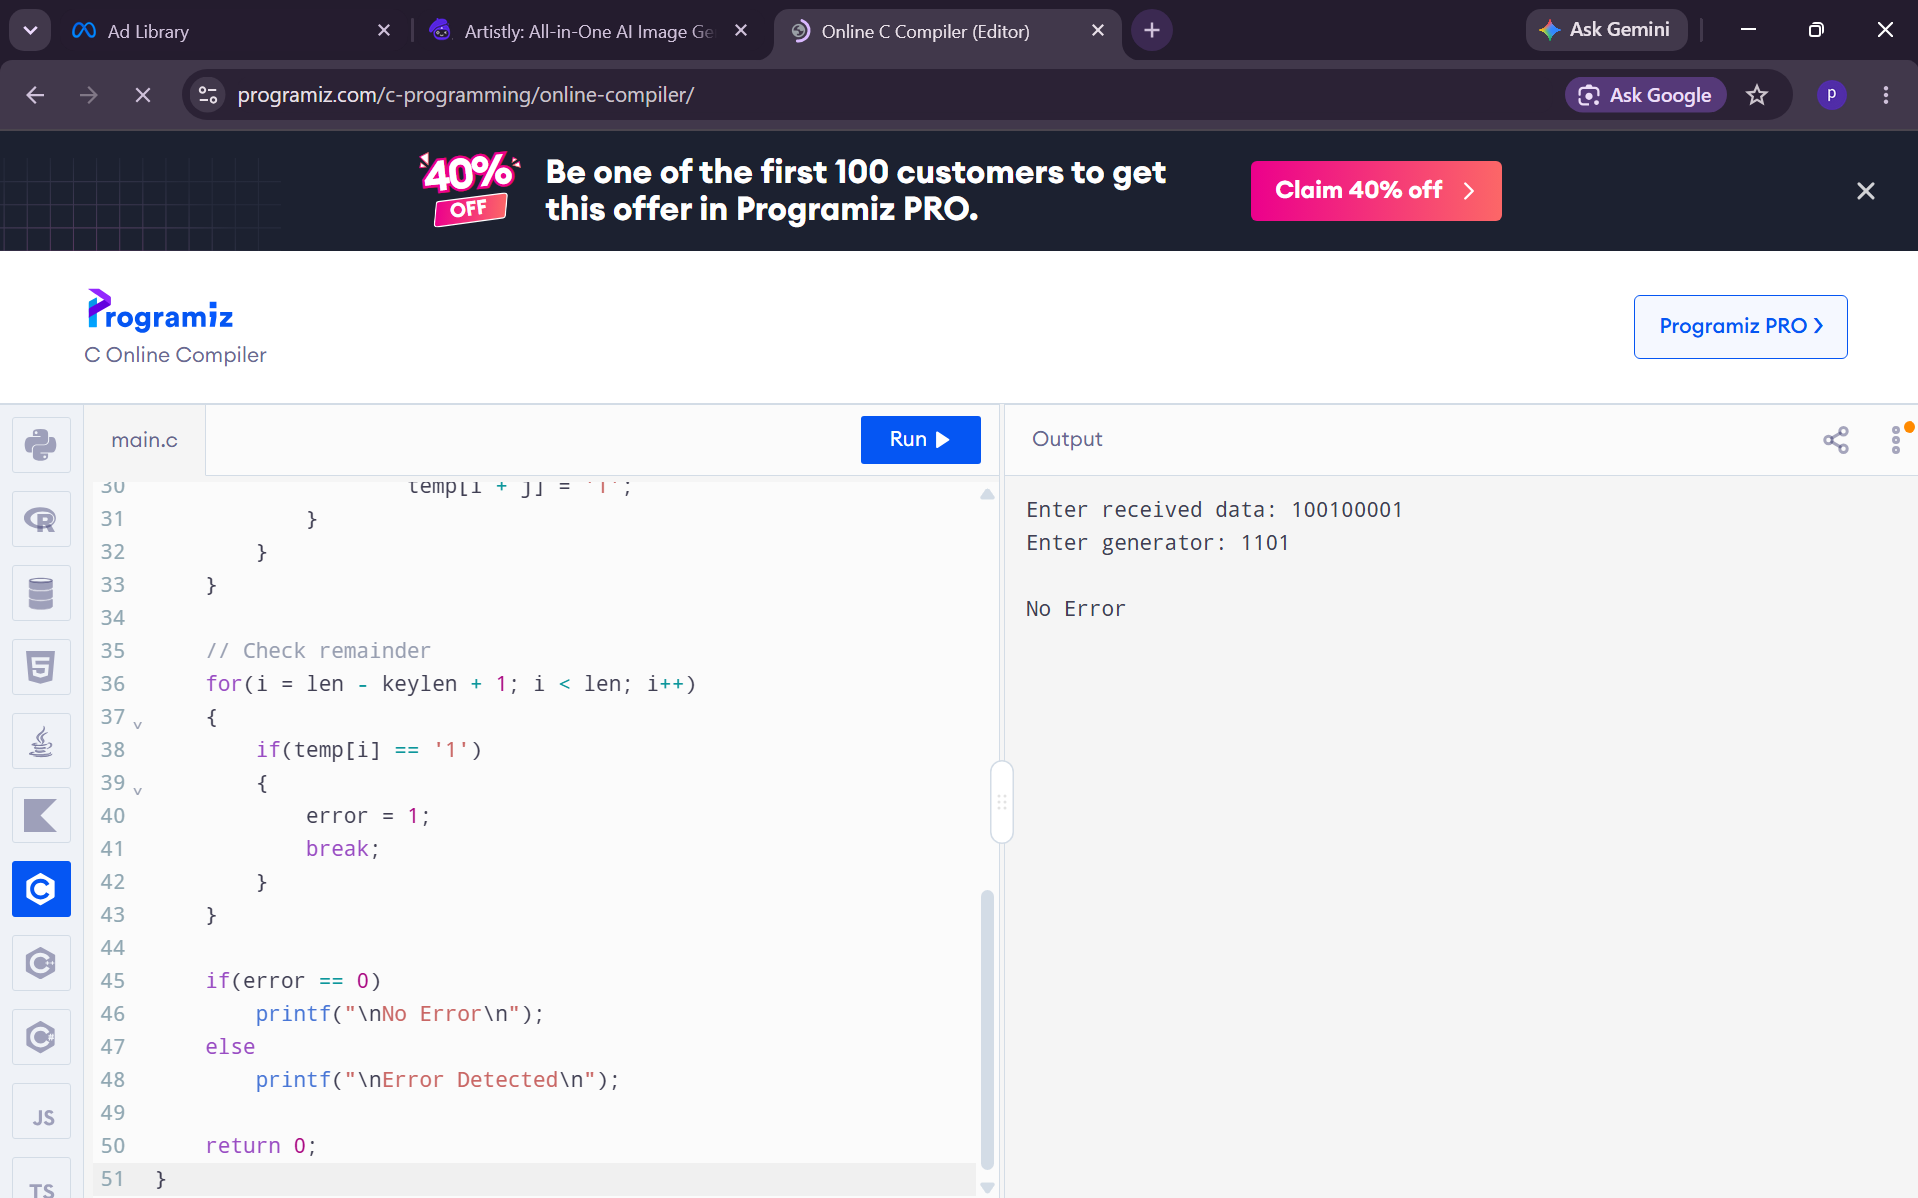 Ad Library
Artistly: All-in-One AI Image Ge
Online C Compiler (Editor)
Ask Gemini
programiz.com/c-programming/online-compiler/
Ask Google
p
40%
OFF
Be one of the first 100 customers to get
this offer in Programiz PRO.
Claim 40% off
Programiz
C Online Compiler
Programiz PRO
main.c
Run
Output
30 temp[i + j] = '1';
31 }
32 }
33 }
34
35 // Check remainder
36 for(i = len - keylen + 1; i < len; i++)
37 {
38 if(temp[i] == '1')
39 {
40 error = 1;
41 break;
42 }
43 }
44
45 if(error == 0)
46 printf("\nNo Error\n");
47 else
48 printf("\nError Detected\n");
49
50 return 0;
51 }
Enter received data: 100100001
Enter generator: 1101
No Error
R
5
C
C
C
JS
TS